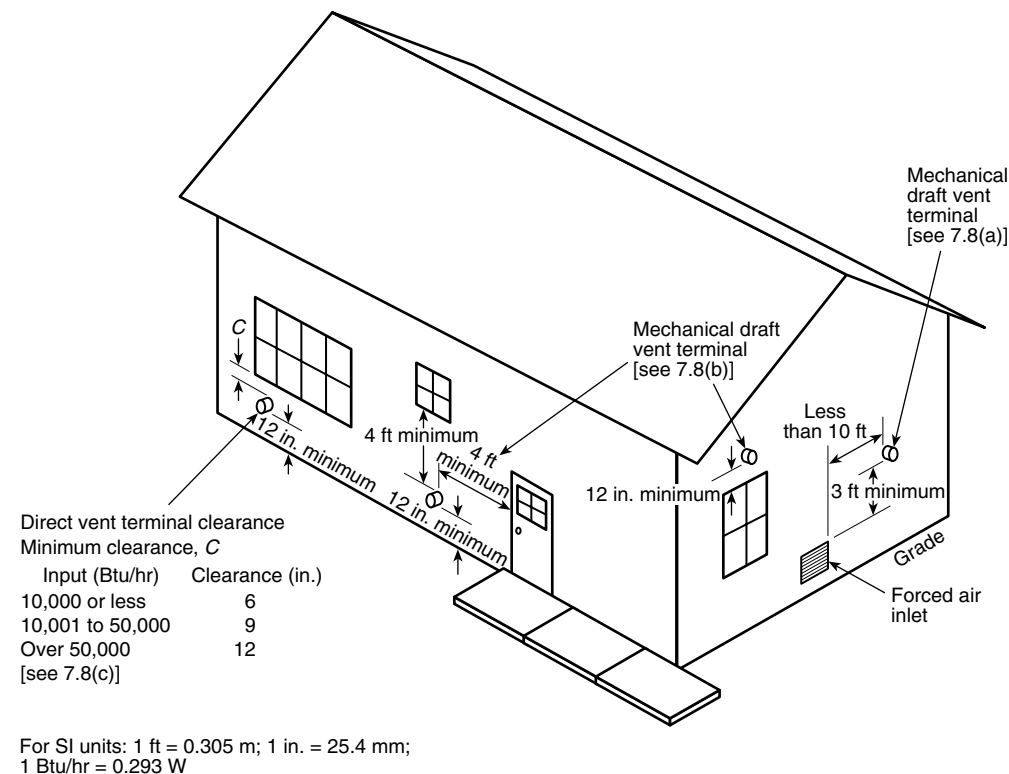 Mechanical
draft vent
terminal
[see 7.8(a)]
Mechanical draft
vent terminal
[see 7.8(b)]
C
Less
than 10 ft
4 ft minimum
4 ft
minimum
12 in. minimum
12 in. minimum
12 in. minimum
3 ft minimum
Grade
Forced air
inlet
Direct vent terminal clearance
Minimum clearance, C
Input (Btu/hr) Clearance (in.)
10,000 or less 6
10,001 to 50,000 9
Over 50,000 12
[see 7.8(c)]
For SI units: 1 ft = 0.305 m; 1 in. = 25.4 mm;
1 Btu/hr = 0.293 W